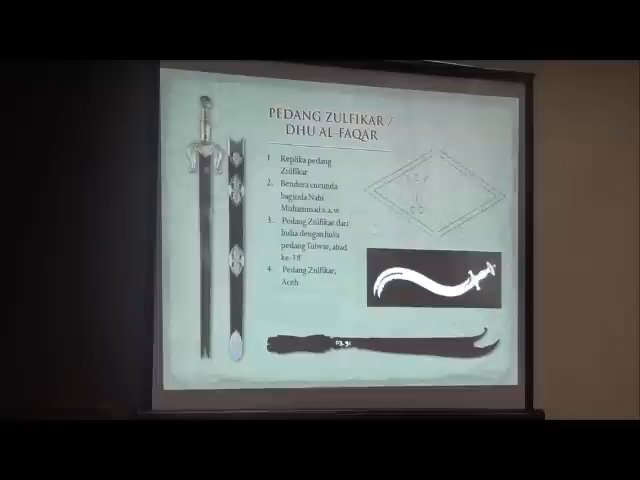 PEDANG ZULFIKAR /
DHU AL-FAQAR
1 Replika pedang
Zulfikar
2. Bendera cucunda
baginda Nabi
Muhammad s.a.w
3. Pedang Zulfikar dari
India dengan hulu
pedang Tulwar, abad
ke-18
4. Pedang Zulfikar,
Aceh